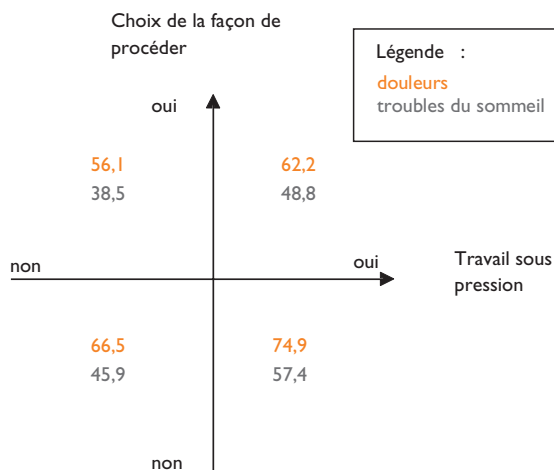 Choix de la façon de
procéder
Légende :
douleurs
troubles du sommeil
oui
56,1
38,5
62,2
48,8
non
oui
Travail sous
pression
66,5
45,9
74,9
57,4
non